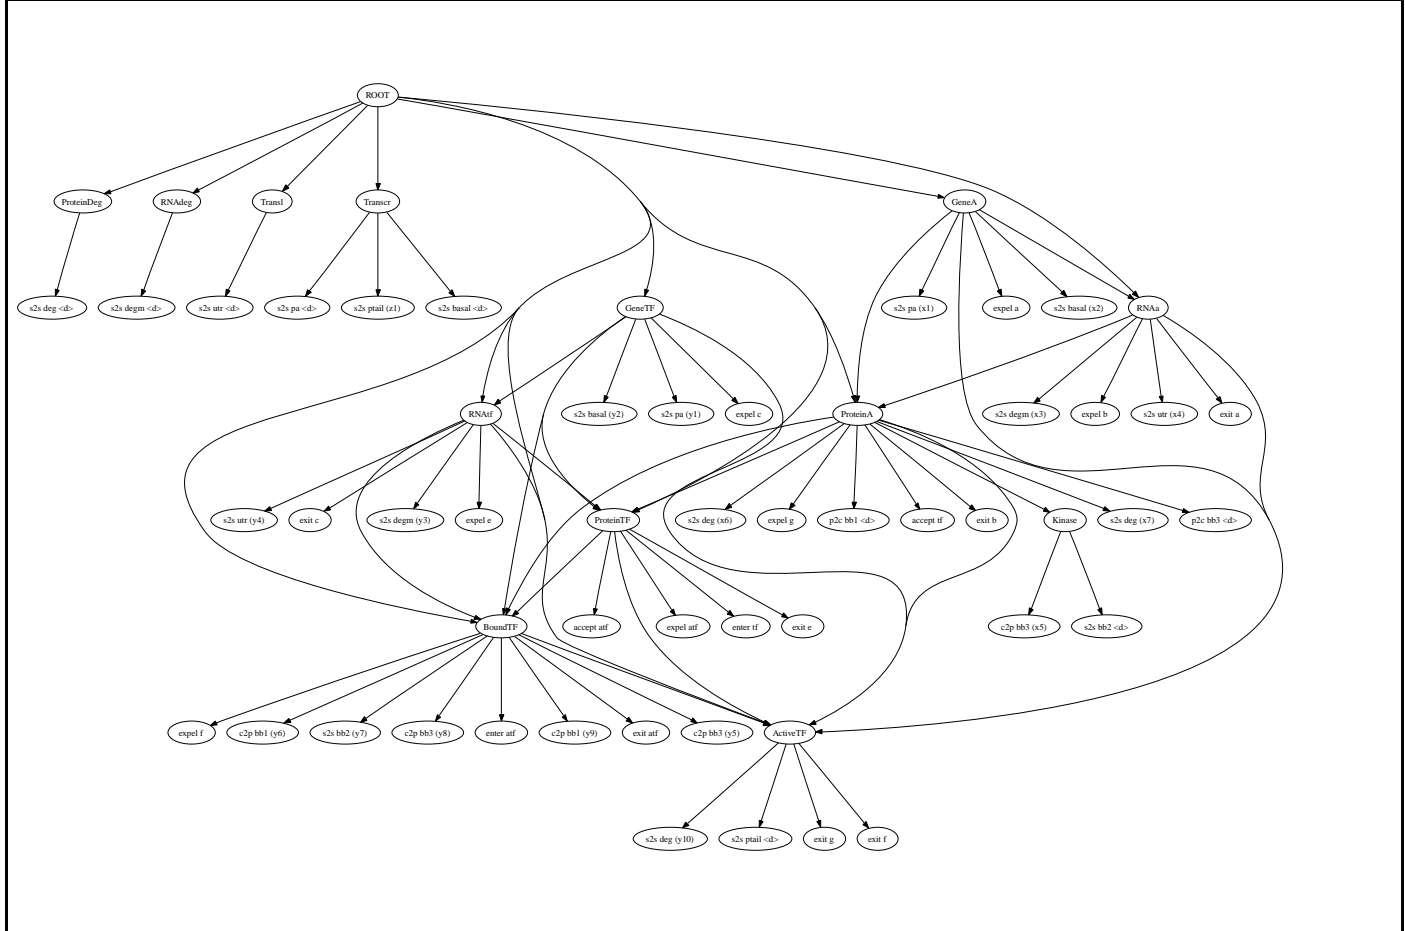 ROOT
ProteinDeg
RNAdeg
Transl
Transcr
GeneA
s2s deg <d>
s2s degm <d>
s2s utr <d>
s2s pa <d>
s2s ptail (z1)
s2s basal <d>
GeneTF
s2s pa (x1)
expel a
s2s basal (x2)
RNAa
RNAtf
s2s basal (y2)
s2s pa (y1)
expel c
ProteinA
s2s degm (x3)
expel b
s2s utr (x4)
exit a
s2s utr (y4)
exit c
s2s degm (y3)
expel e
ProteinTF
s2s deg (x6)
expel g
p2c bb1 <d>
accept tf
exit b
Kinase
s2s deg (x7)
p2c bb3 <d>
BoundTF
accept atf
expel atf
enter tf
exit e
c2p bb3 (x5)
s2s bb2 <d>
expel f
c2p bb1 (y6)
s2s bb2 (y7)
c2p bb3 (y8)
enter atf
c2p bb1 (y9)
exit atf
c2p bb3 (y5)
ActiveTF
s2s deg (y10)
s2s ptail <d>
exit g
exit f